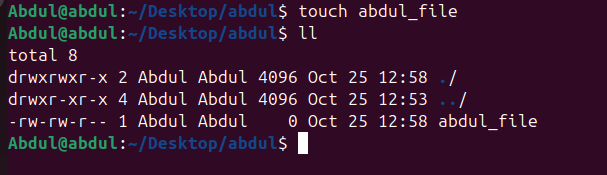 Abdul@abdul:~/Desktop/abdul$ touch abdul_file
Abdul@abdul:~/Desktop/abdul$ ll
total 8
drwxrwxr-x 2 Abdul Abdul 4096 Oct 25 12:58 ./
drwxr-xr-x 4 Abdul Abdul 4096 Oct 25 12:53 ../
-rw-rw-r-- 1 Abdul Abdul    0 Oct 25 12:58 abdul_file
Abdul@abdul:~/Desktop/abdul$